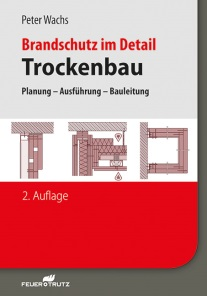 Peter Wachs
Brandschutz im Detail
Trockenbau
Planung – Ausführung – Bauleitung
2. Auflage
FEUERTRUTZ